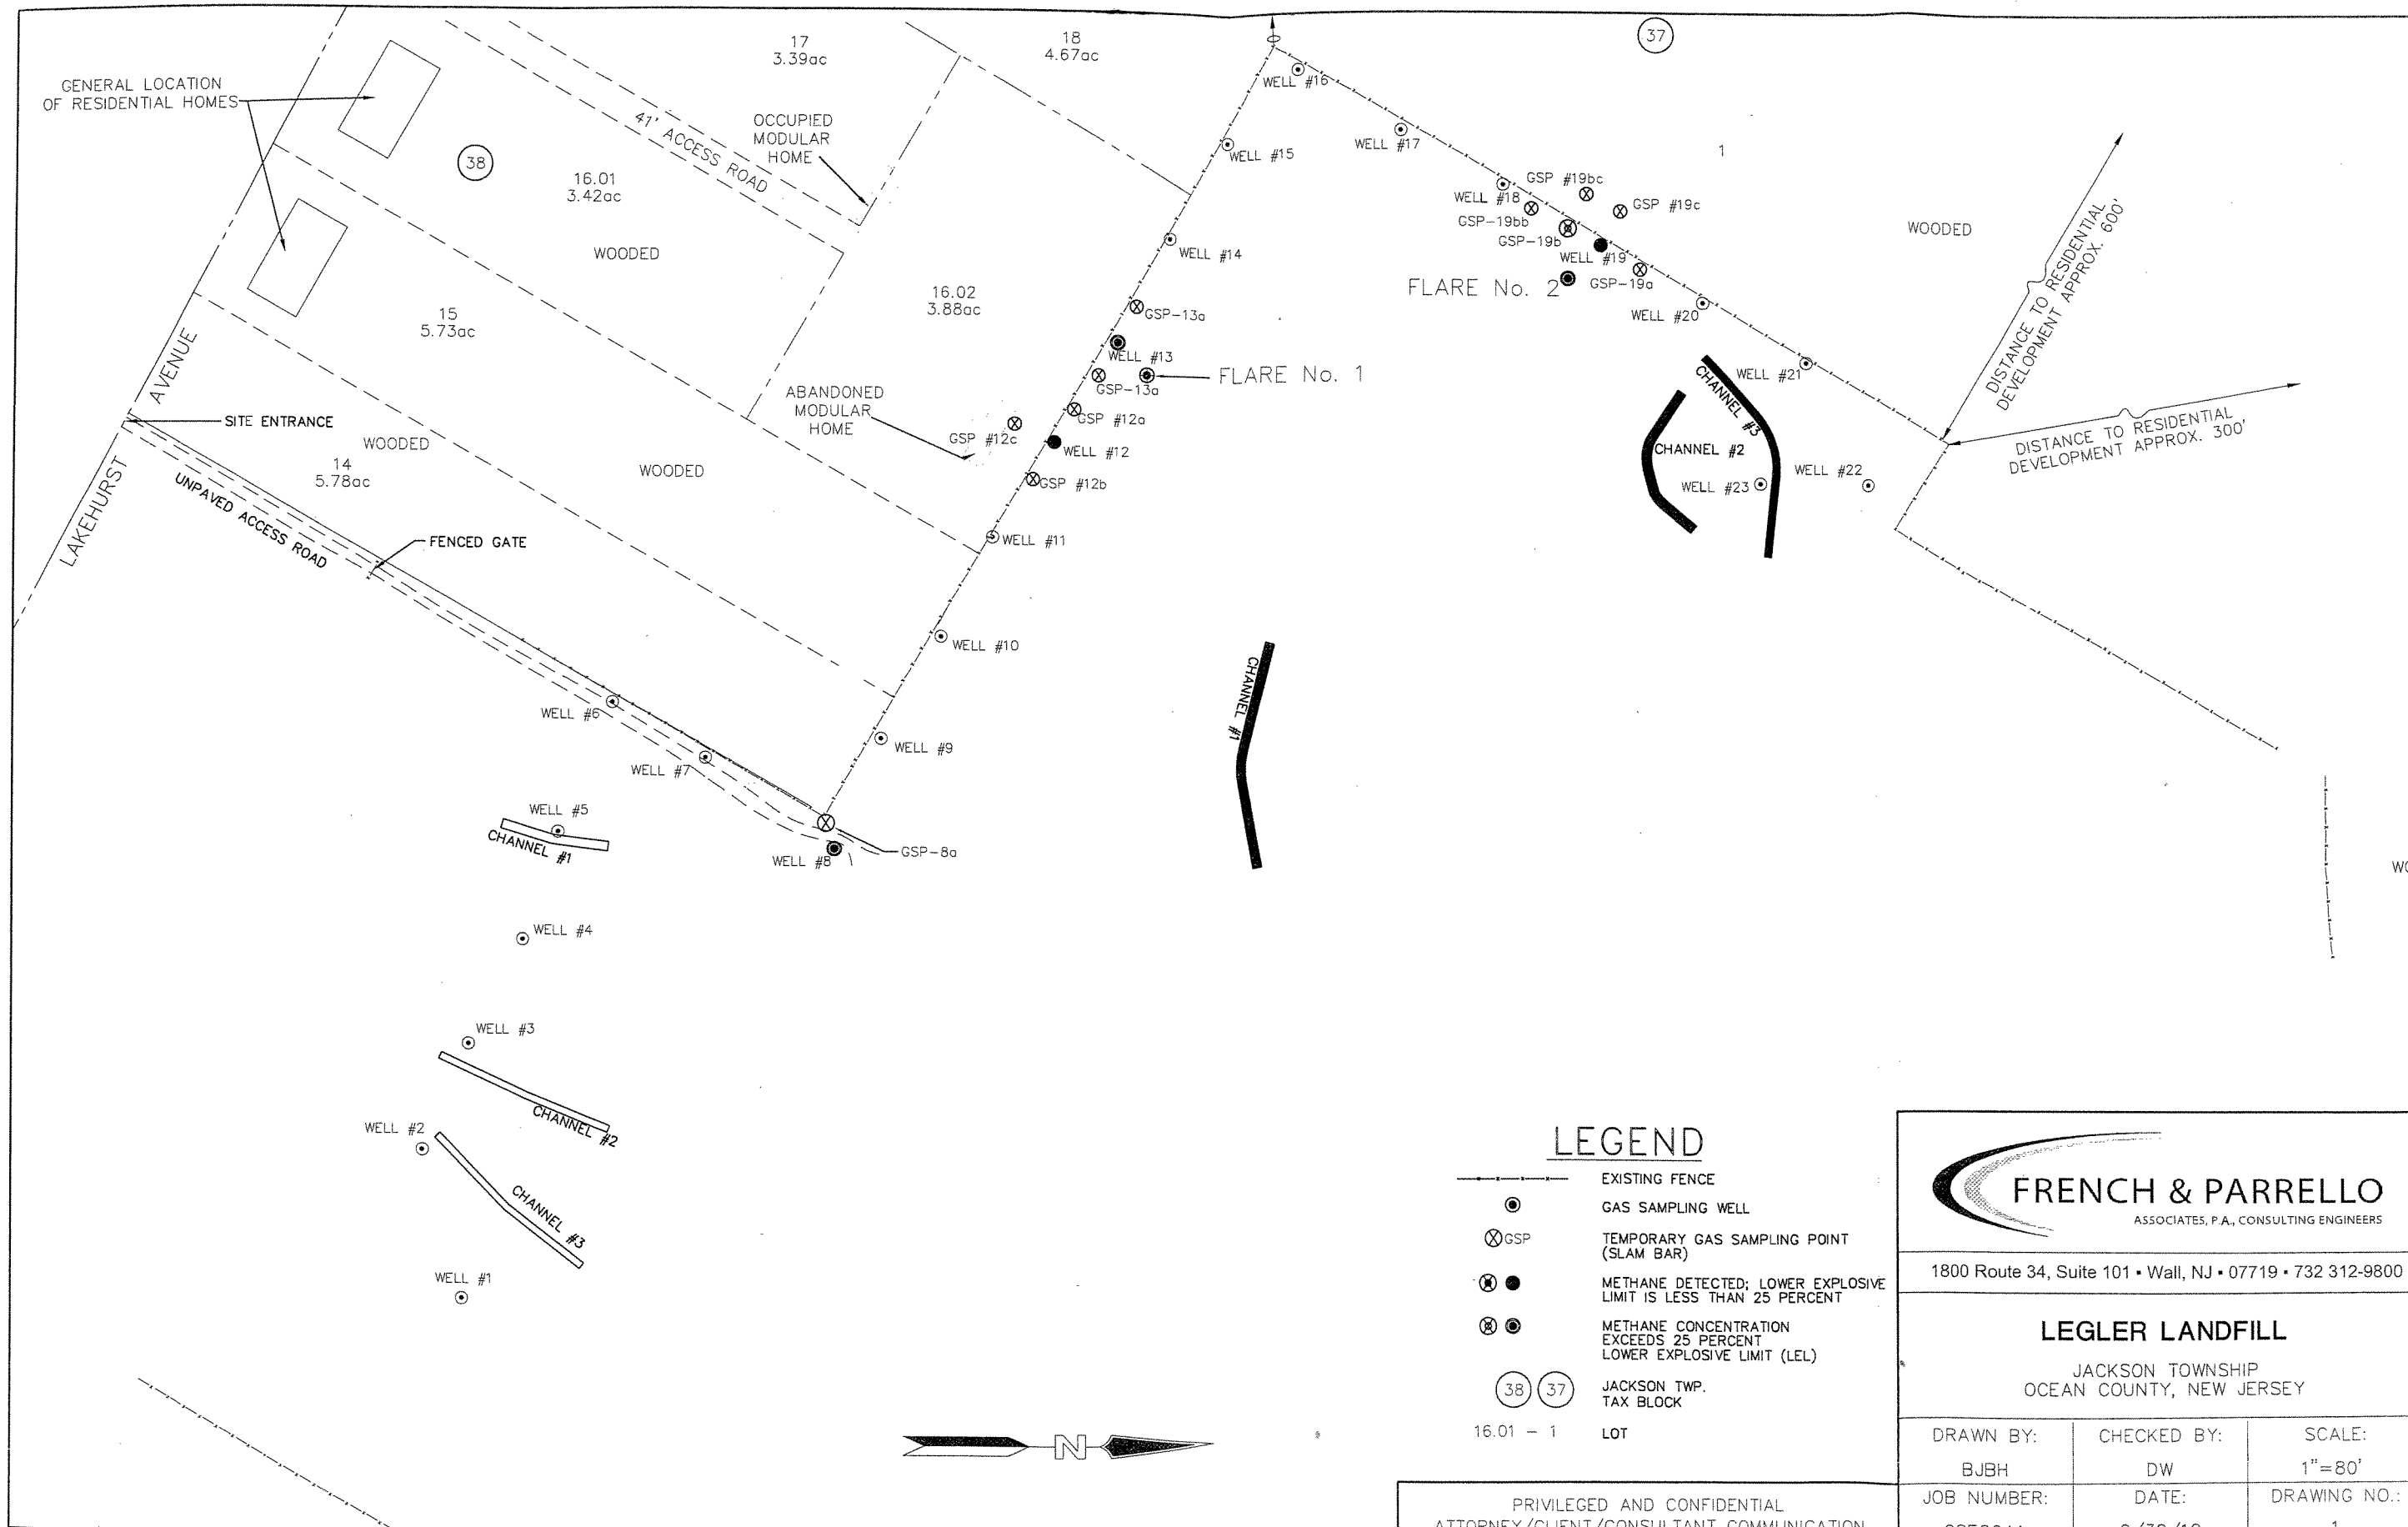 GENERAL LOCATION
OF RESIDENTIAL HOMES
17
3.39ac
18
4.67ac
37
WELL #16
41' ACCESS ROAD
OCCUPIED
MODULAR
HOME
38
16.01
3.42ac
WELL #15
WELL #17
1
WELL #18
GSP #19bc
GSP #19c
GSP-19bb
GSP-19b
WELL #19
GSP-19a
FLARE No. 2
WOODED
DISTANCE TO RESIDENTIAL
DEVELOPMENT APPROX. 600'
WOODED
WELL #14
16.02
3.88ac
15
5.73ac
GSP-13a
WELL #13
GSP-13a
FLARE No. 1
WELL #20
WELL #21
CHANNEL #3
AVENUE
ABANDONED
MODULAR
HOME
GSP #12a
GSP #12c
WELL #12
GSP #12b
CHANNEL #2
WELL #22
WELL #23
DISTANCE TO RESIDENTIAL
DEVELOPMENT APPROX. 300'
SITE ENTRANCE
WOODED
14
5.78ac
WOODED
LAKEHURST
UNPAVED ACCESS ROAD
FENCED GATE
WELL #11
WELL #10
CHANNEL #1
WELL #6
WELL #7
WELL #9
WELL #5
CHANNEL #1
WELL #8
GSP-8a
WELL #4
WELL #3
CHANNEL #2
WELL #2
CHANNEL #3
WELL #1
N
LEGEND
EXISTING FENCE
GAS SAMPLING WELL
GSP
TEMPORARY GAS SAMPLING POINT
(SLAM BAR)
METHANE DETECTED; LOWER EXPLOSIVE
LIMIT IS LESS THAN 25 PERCENT
METHANE CONCENTRATION
EXCEEDS 25 PERCENT
LOWER EXPLOSIVE LIMIT (LEL)
38 37
JACKSON TWP.
TAX BLOCK
16.01 – 1 LOT
PRIVILEGED AND CONFIDENTIAL
ATTORNEY/CLIENT/CONSULTANT COMMUNICATION
FRENCH & PARRELLO
ASSOCIATES, P.A., CONSULTING ENGINEERS
1800 Route 34, Suite 101 ▪ Wall, NJ ▪ 07719 ▪ 732 312-9800
LEGLER LANDFILL
JACKSON TOWNSHIP
OCEAN COUNTY, NEW JERSEY
DRAWN BY: CHECKED BY: SCALE:
BJBH DW 1"=80'
JOB NUMBER: DATE: DRAWING NO.:
1